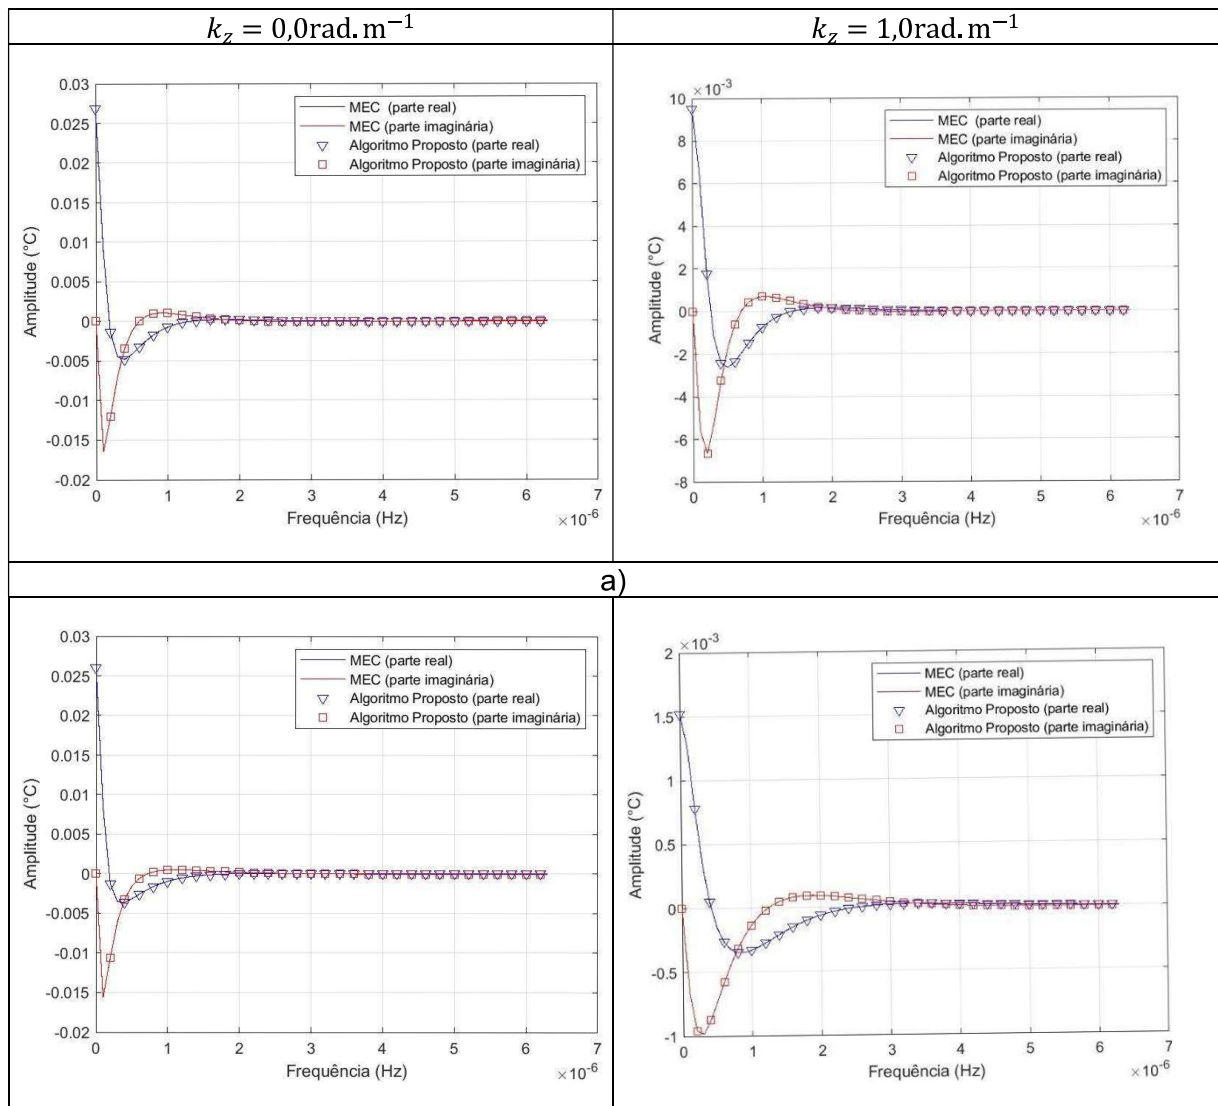 k_z = 0,0rad.m⁻¹
k_z = 1,0rad.m⁻¹
0.03
0.025
0.02
0.015
0.01
0.005
0
-0.005
-0.01
-0.015
-0.02
Amplitude (°C)
MEC (parte real)
MEC (parte imaginária)
Algoritmo Proposto (parte real)
Algoritmo Proposto (parte imaginária)
0 1 2 3 4 5 6 7
Frequência (Hz)
×10⁻⁶
×10⁻³
10
8
6
4
2
0
-2
-4
-6
-8
Amplitude (°C)
MEC (parte real)
MEC (parte imaginária)
Algoritmo Proposto (parte real)
Algoritmo Proposto (parte imaginária)
0 1 2 3 4 5 6 7
Frequência (Hz)
×10⁻⁶
a)
0.03
0.025
0.02
0.015
0.01
0.005
0
-0.005
-0.01
-0.015
-0.02
Amplitude (°C)
MEC (parte real)
MEC (parte imaginária)
Algoritmo Proposto (parte real)
Algoritmo Proposto (parte imaginária)
0 1 2 3 4 5 6 7
Frequência (Hz)
×10⁻⁶
×10⁻³
2
1.5
1
0.5
0
-0.5
-1
Amplitude (°C)
MEC (parte real)
MEC (parte imaginária)
Algoritmo Proposto (parte real)
Algoritmo Proposto (parte imaginária)
0 1 2 3 4 5 6 7
Frequência (Hz)
×10⁻⁶